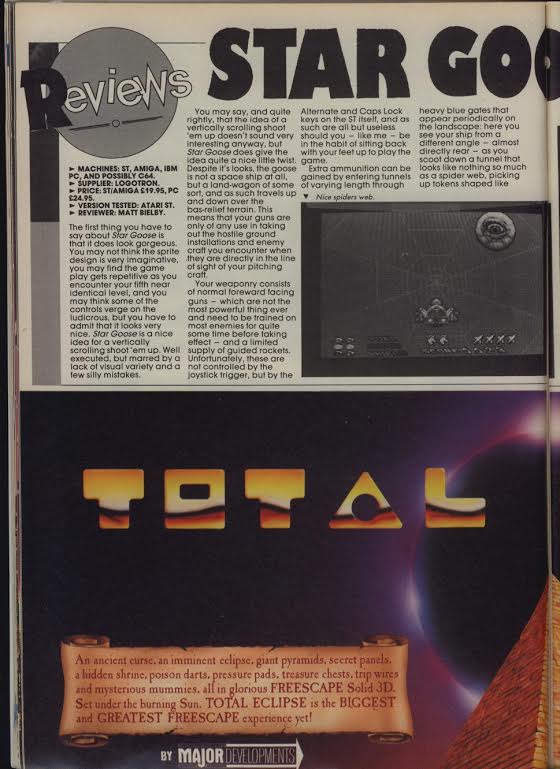 Reviews
STAR GOO
► MACHINES: ST, AMIGA, IBM
PC, AND POSSIBLY C64.
► SUPPLIER: LOGOTRON.
► PRICE: ST/AMIGA £19.95, PC
£24.95.
► VERSION TESTED: ATARI ST.
► REVIEWER: MATT BIELBY.
The first thing you have to
say about Star Goose is
that it does look gorgeous.
You may not think the sprite
design is very imaginative,
you may find the game
play gets repetitive as you
encounter your fifth near
identical level, and you
may think some of the
controls verge on the
ludicrous, but you have to
admit that it looks very
nice. Star Goose is a nice
idea for a vertically
scrolling shoot 'em up. Well
executed, but marred by a
lack of visual variety and a
few silly mistakes.
You may say, and quite
rightly, that the idea of a
vertically scrolling shoot
'em up doesn't sound very
interesting anyway, but
Star Goose does give the
idea quite a nice little twist.
Despite it's looks, the goose
is not a space ship at all,
but a land-wagon of some
sort, and as such travels up
and down over the
bas-relief terrain. This
means that your guns are
only of any use in taking
out the hostile ground
installations and enemy
craft you encounter when
they are directly in the line
of sight of your pitching
craft.
Your weaponry consists
of normal foreward facing
guns – which are not the
most powerful thing ever
and need to be trained on
most enemies for quite
some time before taking
effect – and a limited
supply of guided rockets.
Unfortunately, these are
not controlled by the
joystick trigger, but by the
Alternate and Caps Lock
keys on the ST itself, and as
such are all but useless
should you – like me – be
in the habit of sitting back
with your feet up to play the
game.
Extra ammunition can be
gained by entering tunnels
of varying length through
heavy blue gates that
appear periodically on
the landscape: here you
see your ship from a
different angle – almost
directly rear – as you
scoot down a tunnel that
looks like nothing so much
as a spider web, picking
up tokens shaped like
▼ Nice spiders web.
TOTAL
An ancient curse, an imminent eclipse, giant pyramids, secret panels,
a hidden shrine, poison darts, pressure pads, treasure chests, trip wires
and mysterious mummies, all in glorious FREESCAPE Solid 3D.
Set under the burning Sun. TOTAL ECLIPSE is the BIGGEST
and GREATEST FREESCAPE experience yet!
BY MAJOR DEVELOPMENTS